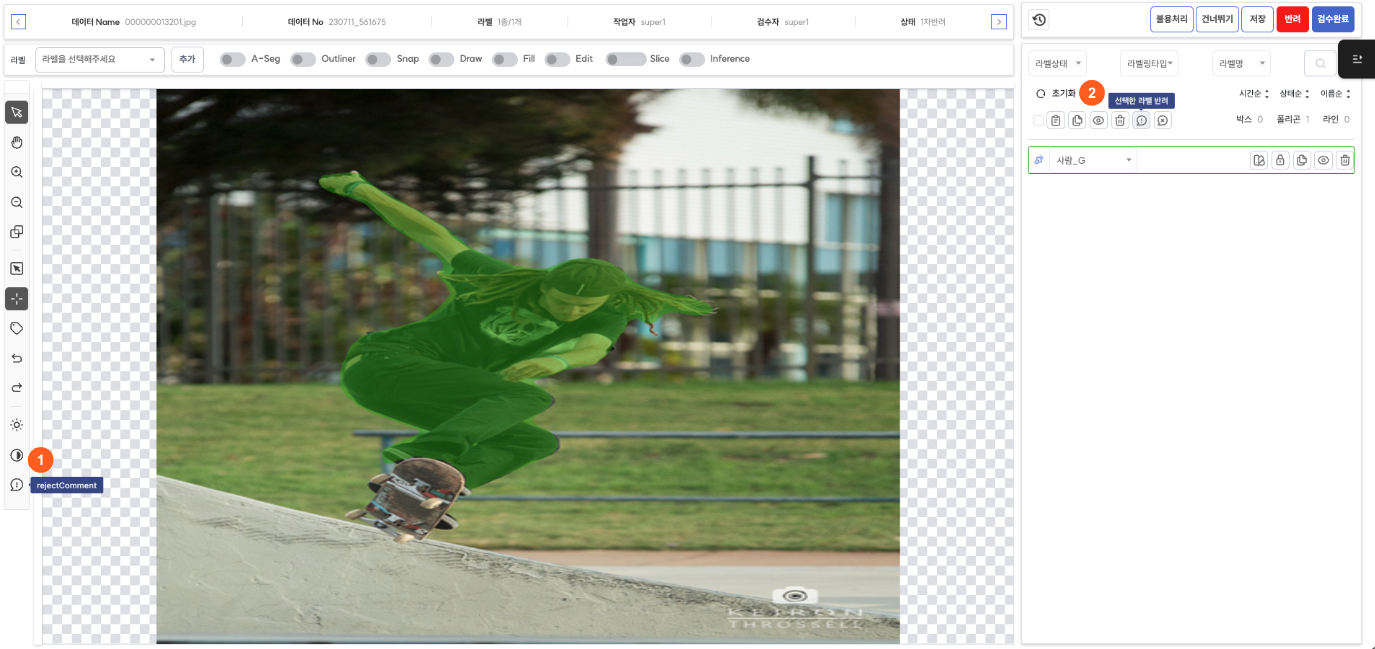 데이터 Name 000000013201.jpg 데이터 No 230711_561675 라벨 1종/1개 작업자 super1 검수자 super1 상태 1차반려
불용처리 건너뛰기 저장 반려 검수완료
라벨 라벨을 선택해주세요 추가 A-Seg Outliner Snap Draw Fill Edit Slice Inference
라벨상태 라벨링타입 라벨명
초기화 2 선택한 라벨 반려 시간순 상태순 이름순
박스 0 폴리곤 1 라인 0
사람_G
1
rejectComment
KEIRON
THROSSELL